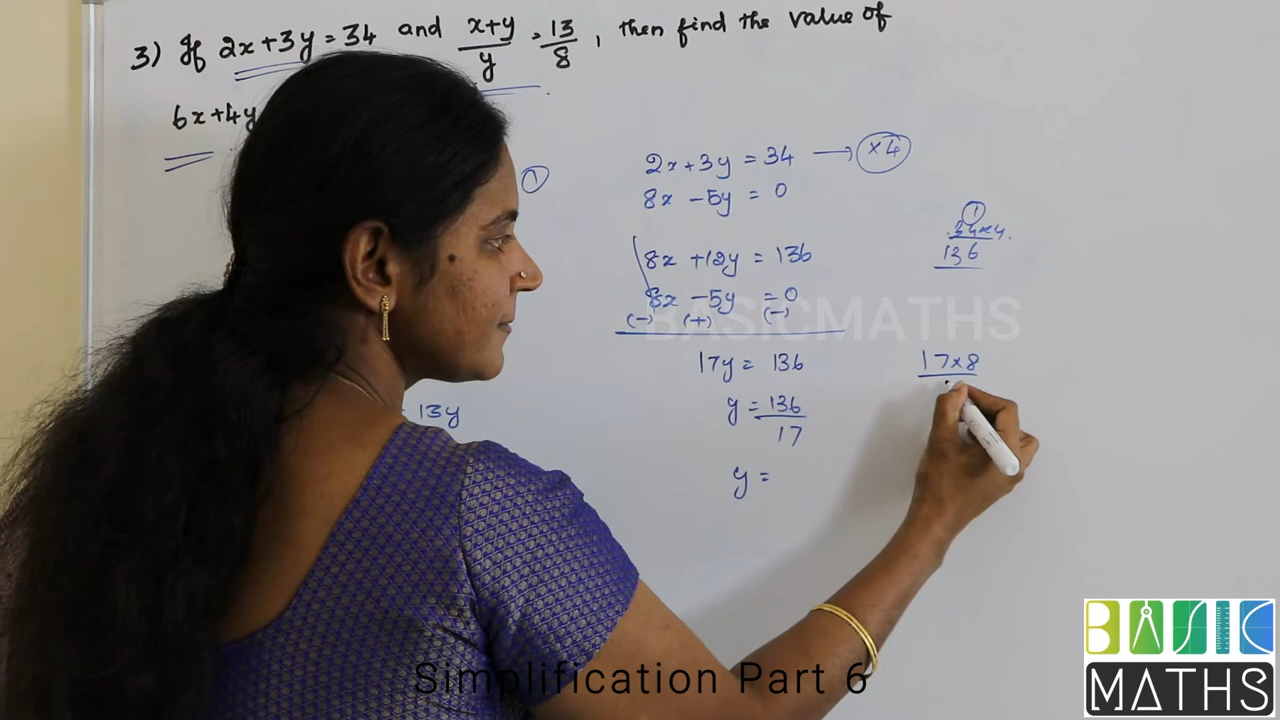 3) If 2x+3y=34 and x+y/y = 13/8, then find the value of
6x+4y
①
2x+3y = 34 → ×4
8x -5y = 0
1
34×4
136
8x +12y = 136
8x -5y = 0
(-) (+) (-)
BASICMATHS
17y = 136
17×8
y = 136/17
13y
y =
Simplification Part 6
BASIC
MATHS